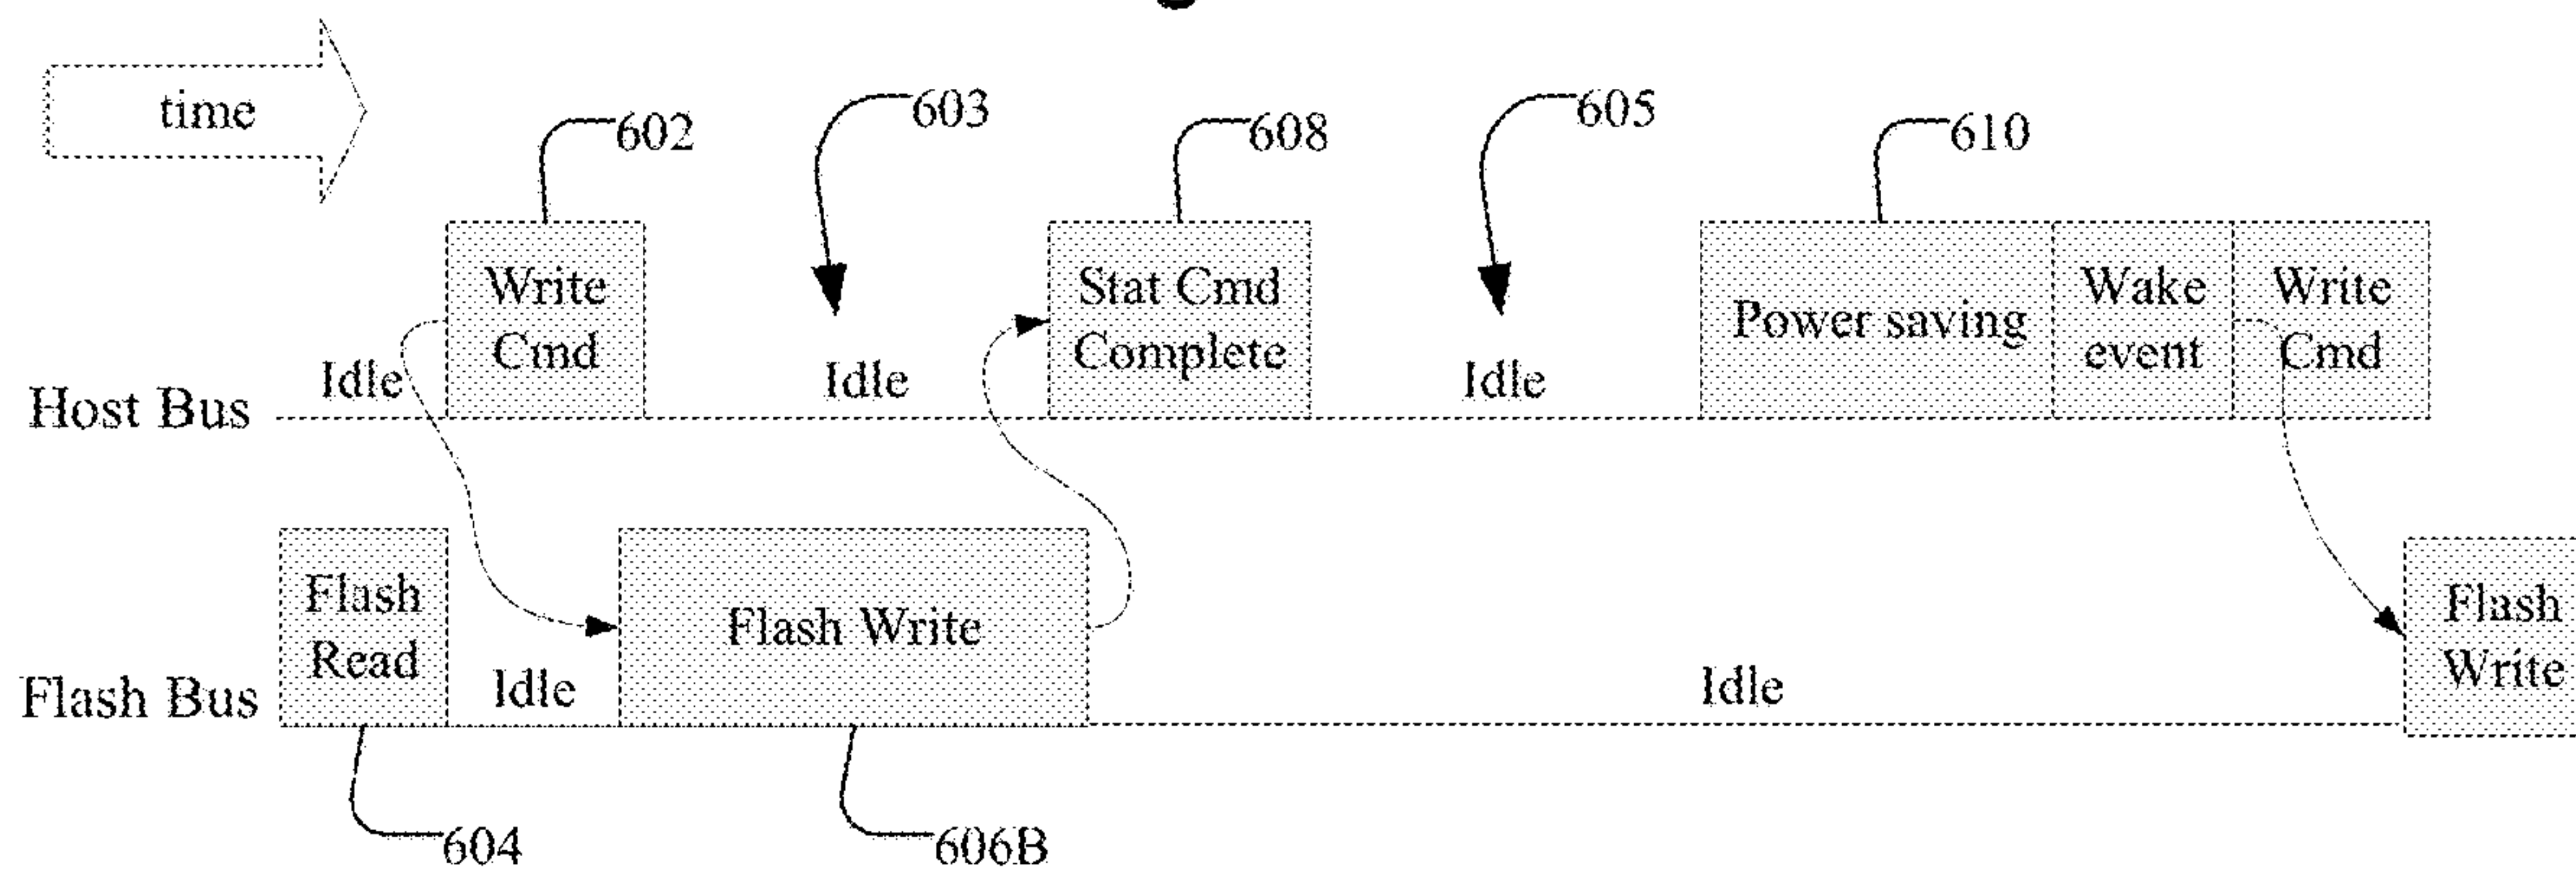 time
602
603
608
605
610
Write
Cmd
Stat Cmd
Complete
Power saving
Wake
event
Write
Cmd
Idle
Idle
Idle
Host Bus
Flash
Read
Flash Write
Flash
Write
Idle
Idle
Flash Bus
604
606B